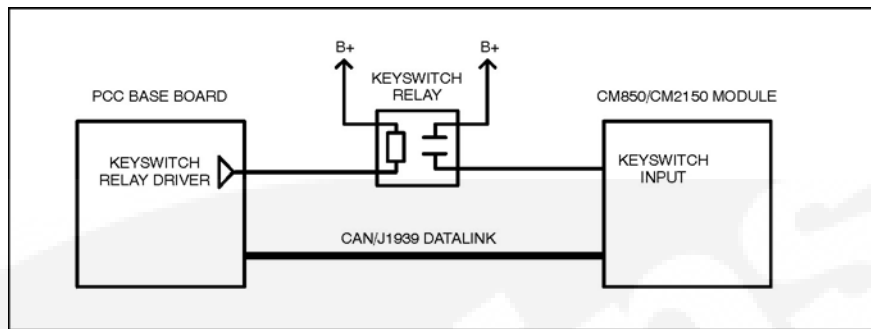 B+
B+
KEYSWITCH
RELAY
PCC BASE BOARD
CM850/CM2150 MODULE
KEYSWITCH
RELAY DRIVER
KEYSWITCH
INPUT
CAN/J1939 DATALINK